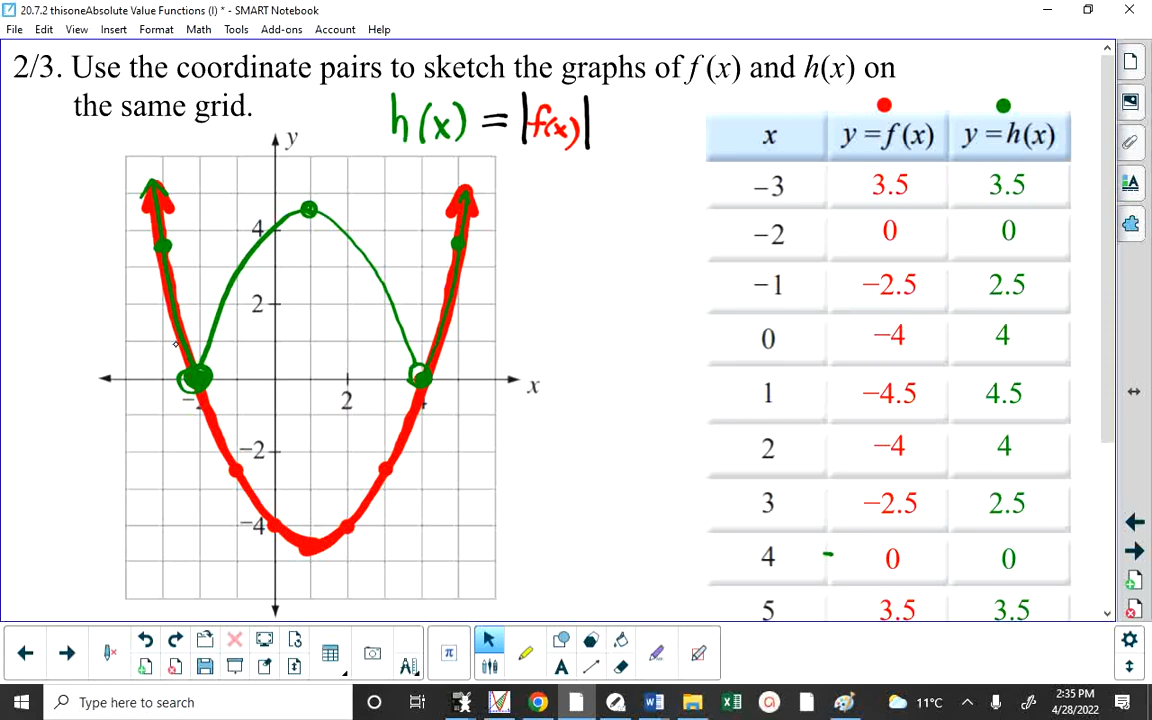 20.7.2 thisoneAbsolute Value Functions (I) * - SMART Notebook
File Edit View Insert Format Math Tools Add-ons Account Help
2/3. Use the coordinate pairs to sketch the graphs of f (x) and h(x) on
the same grid.
h(x) = |f(x)|
y
4
2
2
x
−2
−4
x y = f (x) y = h(x)
−3 3.5 3.5
−2 0 0
−1 −2.5 2.5
0 −4 4
1 −4.5 4.5
2 −4 4
3 −2.5 2.5
4 0 0
5 3.5 3.5
Type here to search
11°C
2:35 PM
4/28/2022